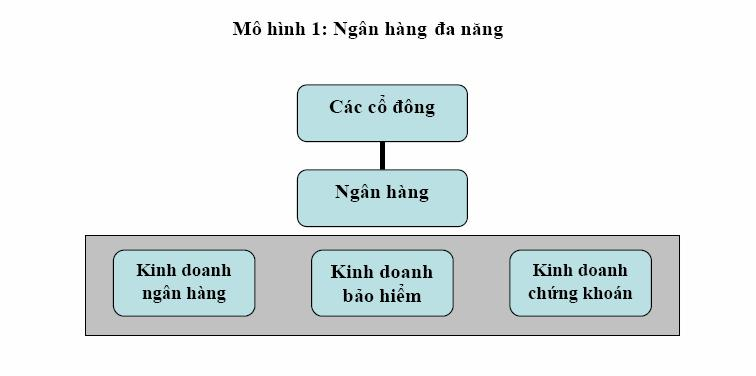 Mô hình 1: Ngân hàng đa năng
Các cổ đông
Ngân hàng
Kinh doanh
ngân hàng
Kinh doanh
bảo hiểm
Kinh doanh
chứng khoán